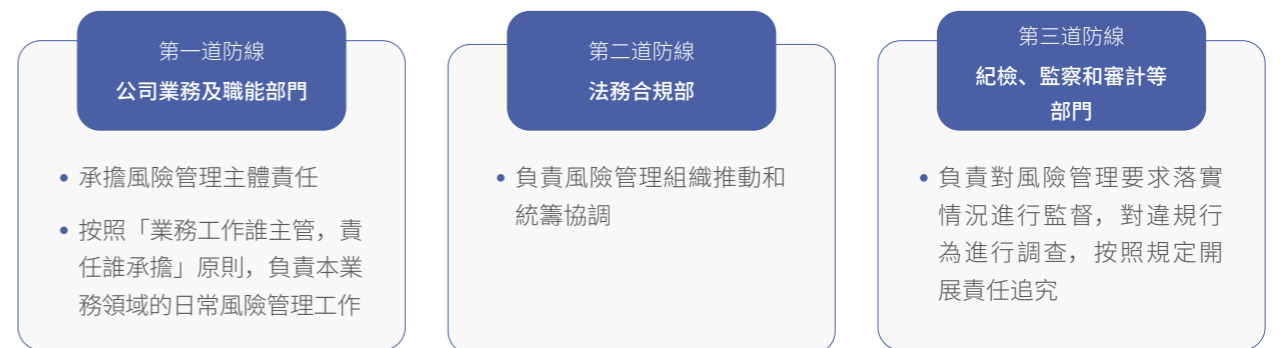 第一道防線
公司業務及職能部門
• 承擔風險管理主體責任
• 按照「業務工作誰主管，責
任誰承擔」原則，負責本業
務領域的日常風險管理工作
第二道防線
法務合規部
• 負責風險管理組織推動和
統籌協調
第三道防線
紀檢、監察和審計等
部門
• 負責對風險管理要求落實
情況進行監督，對違規行
為進行調查，按照規定開
展責任追究